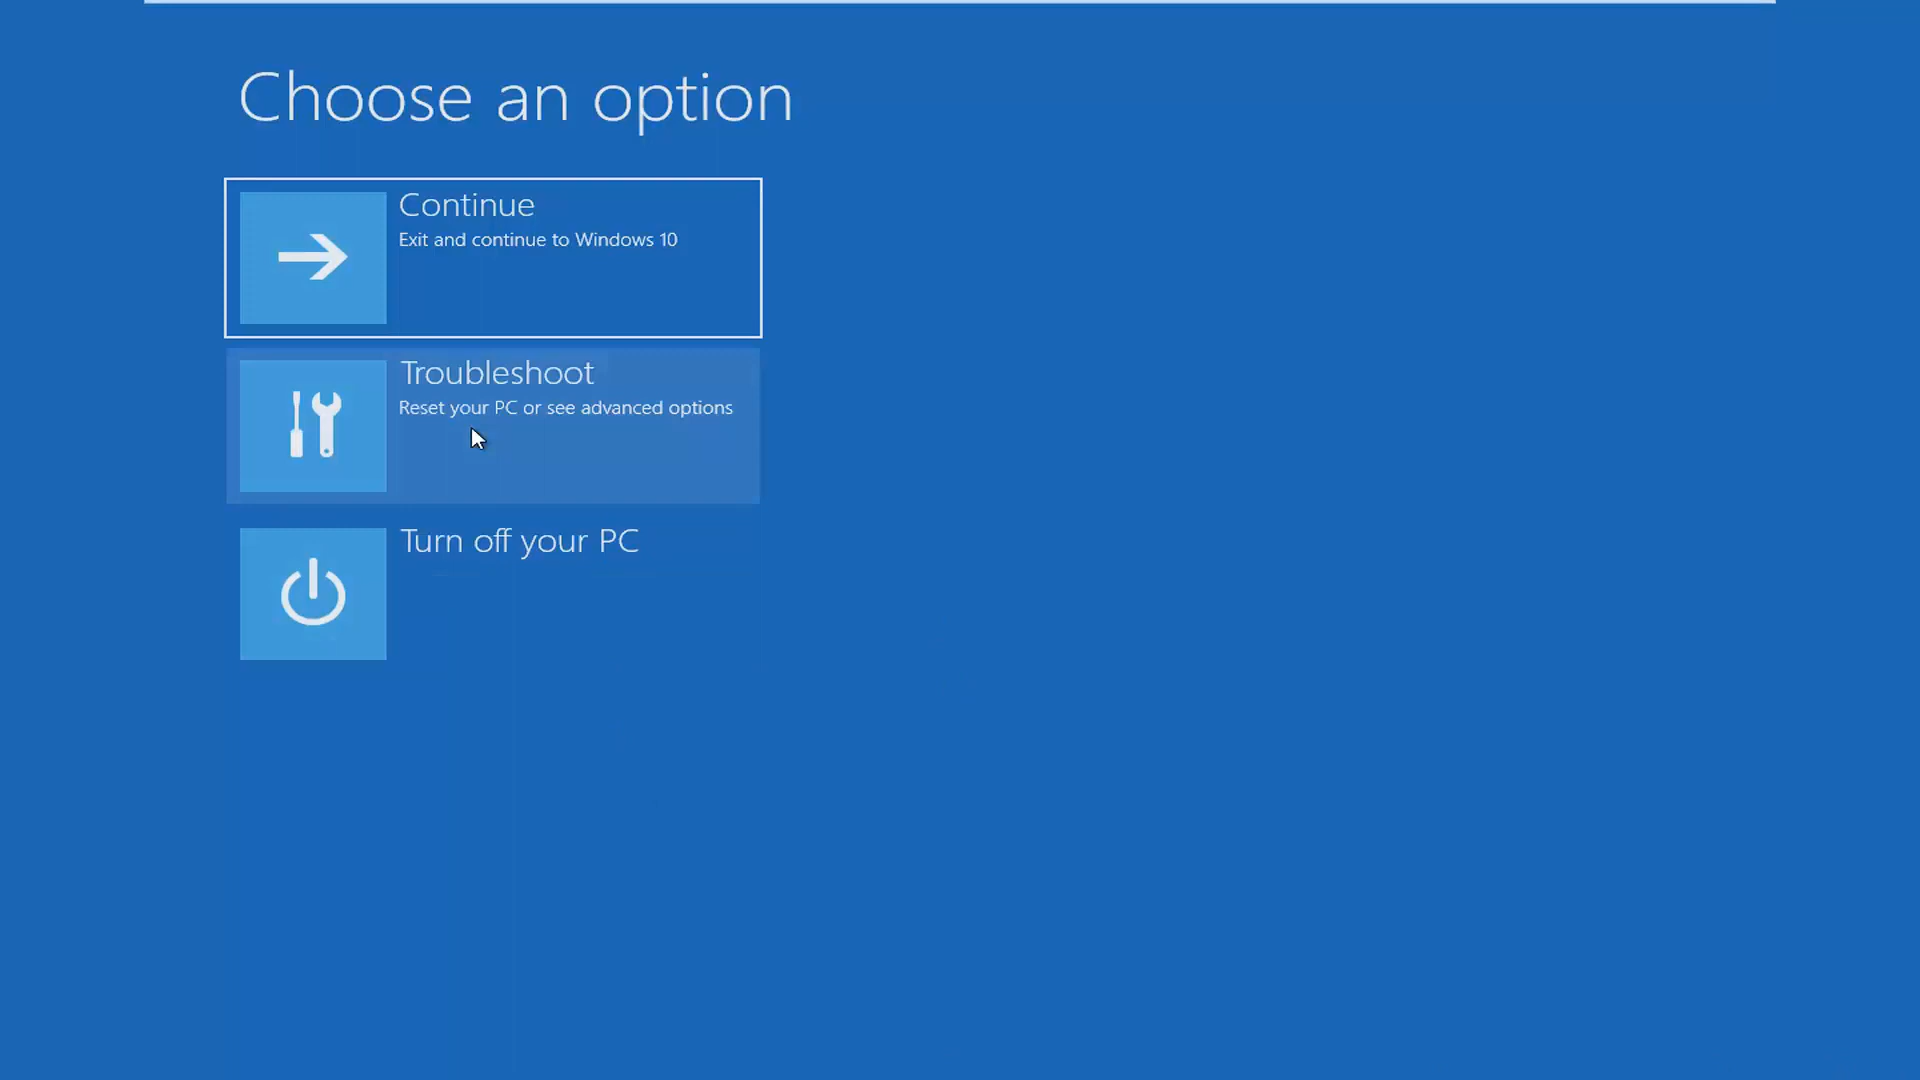 Choose an option
Continue
Exit and continue to Windows 10
Troubleshoot
Reset your PC or see advanced options
Turn off your PC